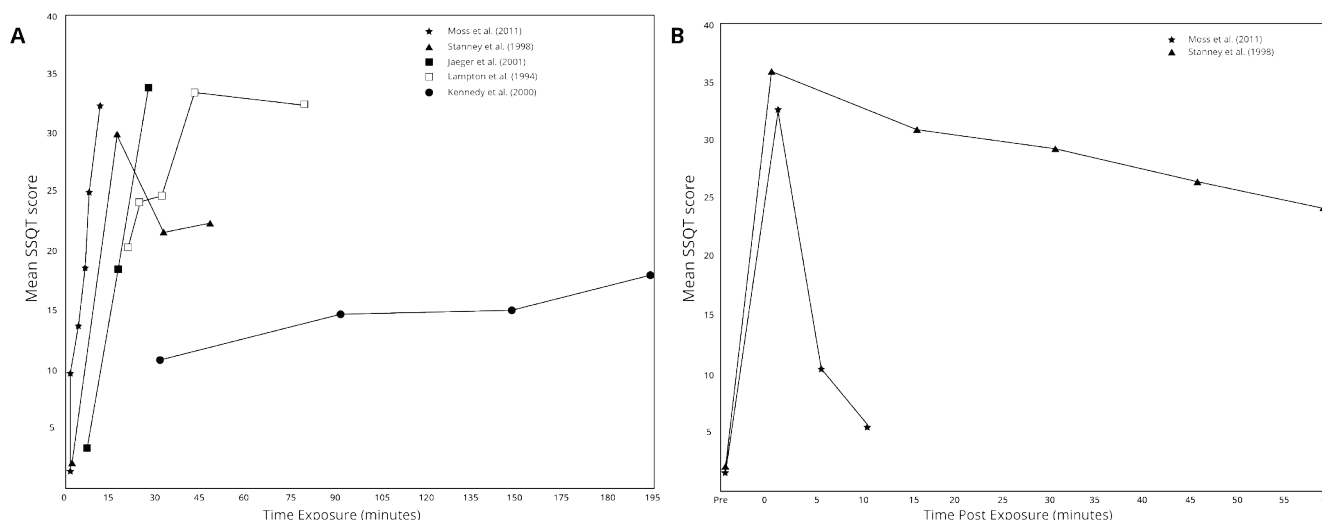 A
Mean SSQT score
40
35
30
25
20
15
10
5
Moss et al. (2011)
Stanney et al. (1998)
Jaeger et al. (2001)
Lampton et al. (1994)
Kennedy et al. (2000)
0 15 30 45 60 75 80 90 105 120 135 150 165 180 195
Time Exposure (minutes)
B
Mean SSQT score
40
35
30
25
20
15
10
5
Moss et al. (2011)
Stanney et al. (1998)
Pre 0 5 10 15 20 25 30 35 40 45 50 55
Time Post Exposure (minutes)